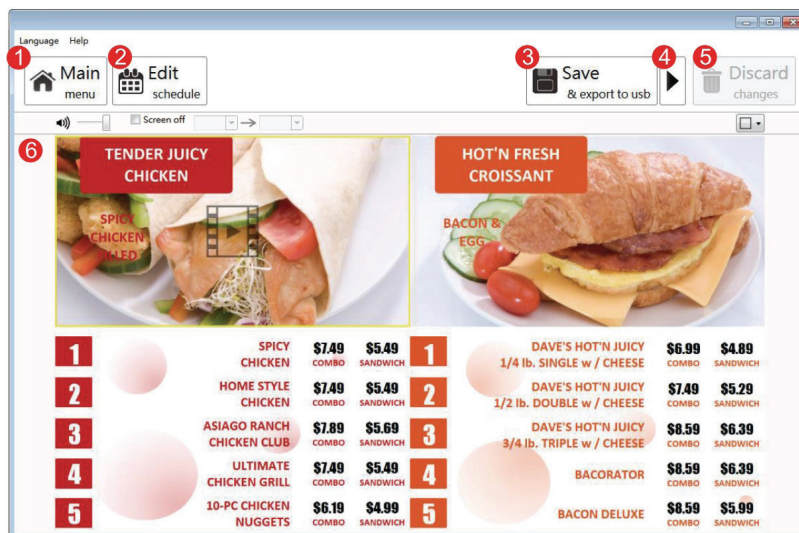 Language Help
1 Main
menu
2 Edit
schedule
3 Save
& export to usb
4
5 Discard
changes
Screen off
6
TENDER JUICY
CHICKEN
SPICY
CHICKEN
FILLED
HOT'N FRESH
CROISSANT
BACON &
EGG
1 SPICY $7.49 $5.49
CHICKEN COMBO SANDWICH
2 HOME STYLE $7.49 $5.49
CHICKEN COMBO SANDWICH
3 ASIAGO RANCH $7.89 $5.69
CHICKEN CLUB COMBO SANDWICH
4 ULTIMATE $7.49 $5.49
CHICKEN GRILL COMBO SANDWICH
5 10-PC CHICKEN $6.19 $4.99
NUGGETS COMBO SANDWICH
1 DAVE'S HOT'N JUICY $6.99 $4.89
1/4 lb. SINGLE w / CHEESE COMBO SANDWICH
2 DAVE'S HOT'N JUICY $7.49 $5.29
1/2 lb. DOUBLE w / CHEESE COMBO SANDWICH
3 DAVE'S HOT'N JUICY $8.59 $6.39
3/4 lb. TRIPLE w / CHEESE COMBO SANDWICH
4 BACORATOR $8.59 $6.39
COMBO SANDWICH
5 BACON DELUXE $8.59 $5.99
COMBO SANDWICH